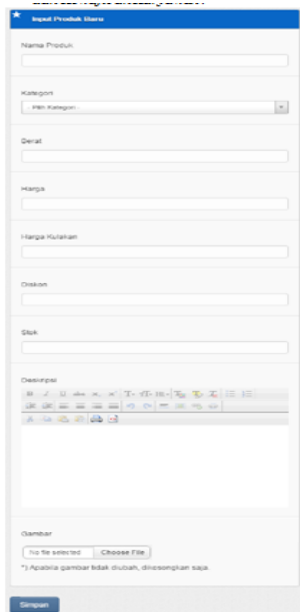 Input Produk Baru
Nama Produk
Kategori
- Pilih Kategori -
Berat
Harga
Harga Kulakan
Diskon
Stok
Deskripsi
Gambar
No file selected Choose File
*) Apabila gambar tidak diubah, dikosongkan saja.
Simpan